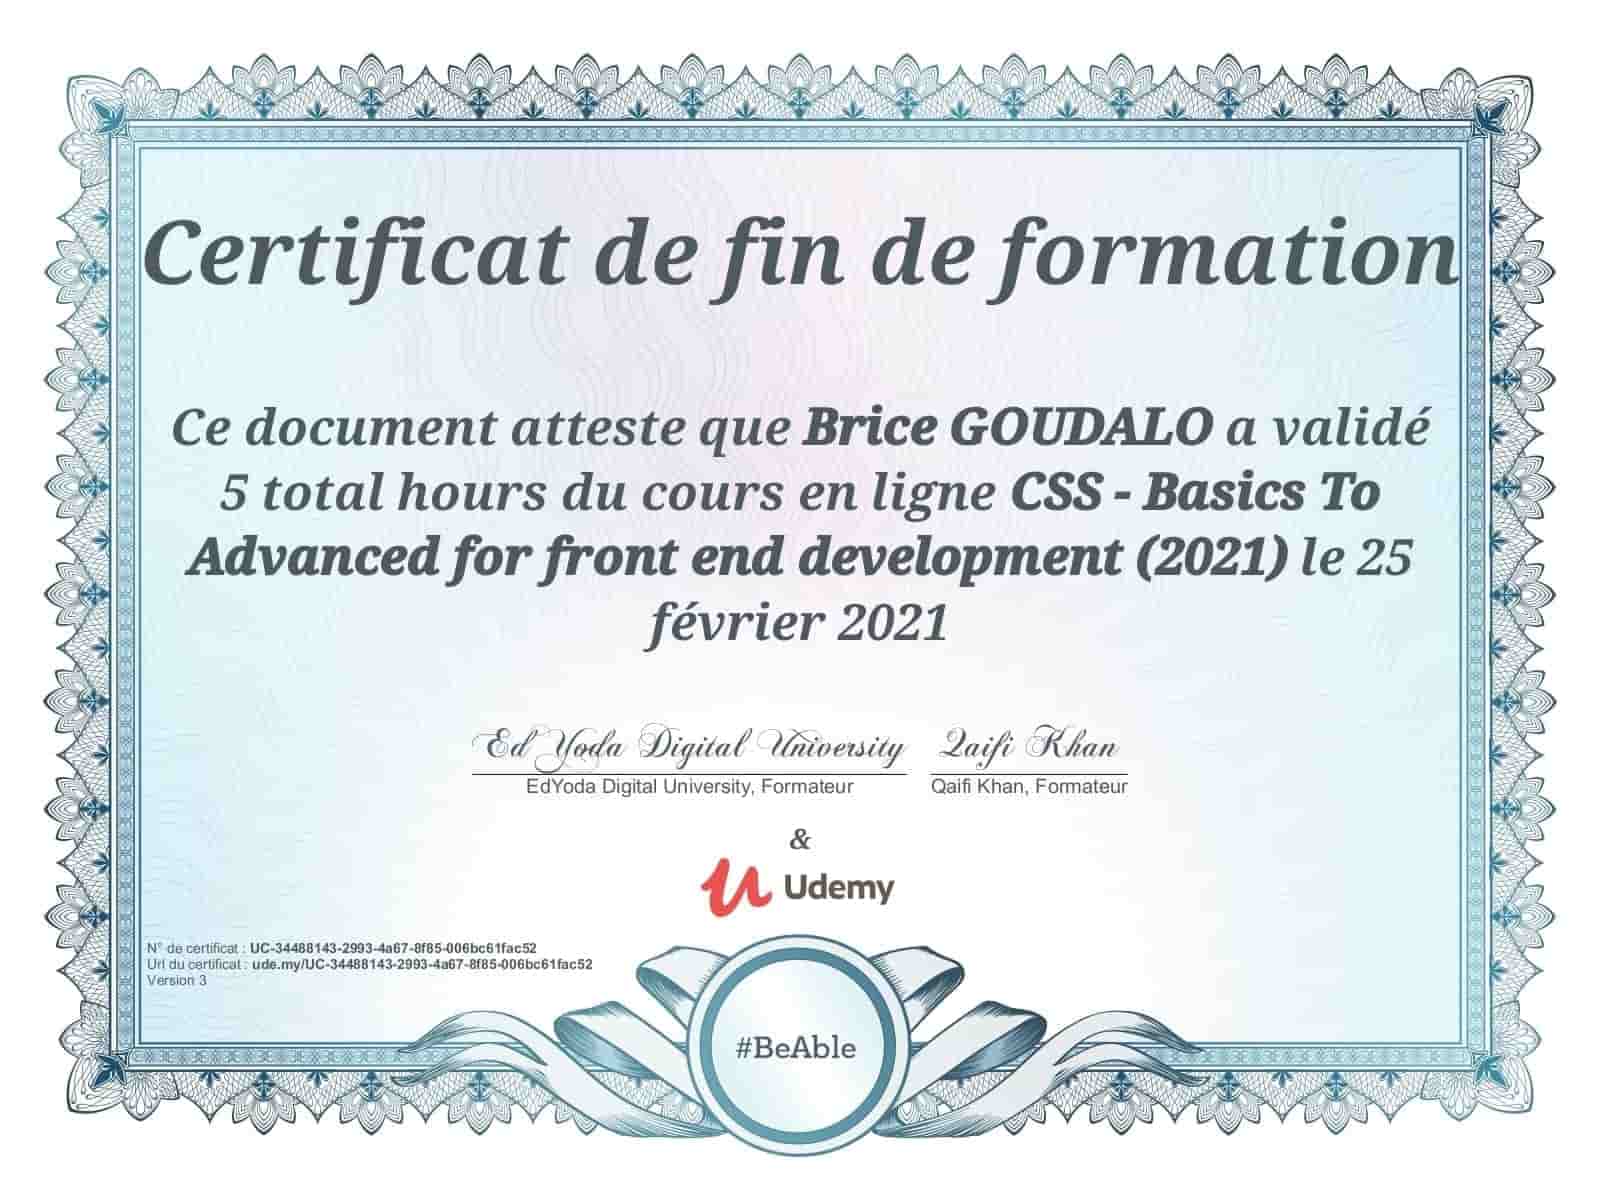 Certificat de fin de formation
Ce document atteste que Brice GOUDALO a validé
5 total hours du cours en ligne CSS - Basics To
Advanced for front end development (2021) le 25
février 2021
Ed Yoda Digital University Qaifi Khan
EdYoda Digital University, Formateur Qaifi Khan, Formateur
&
Udemy
N° de certificat : UC-34488143-2993-4a67-8f85-006bc61fac52
Url du certificat : ude.my/UC-34488143-2993-4a67-8f85-006bc61fac52
Version 3
#BeAble